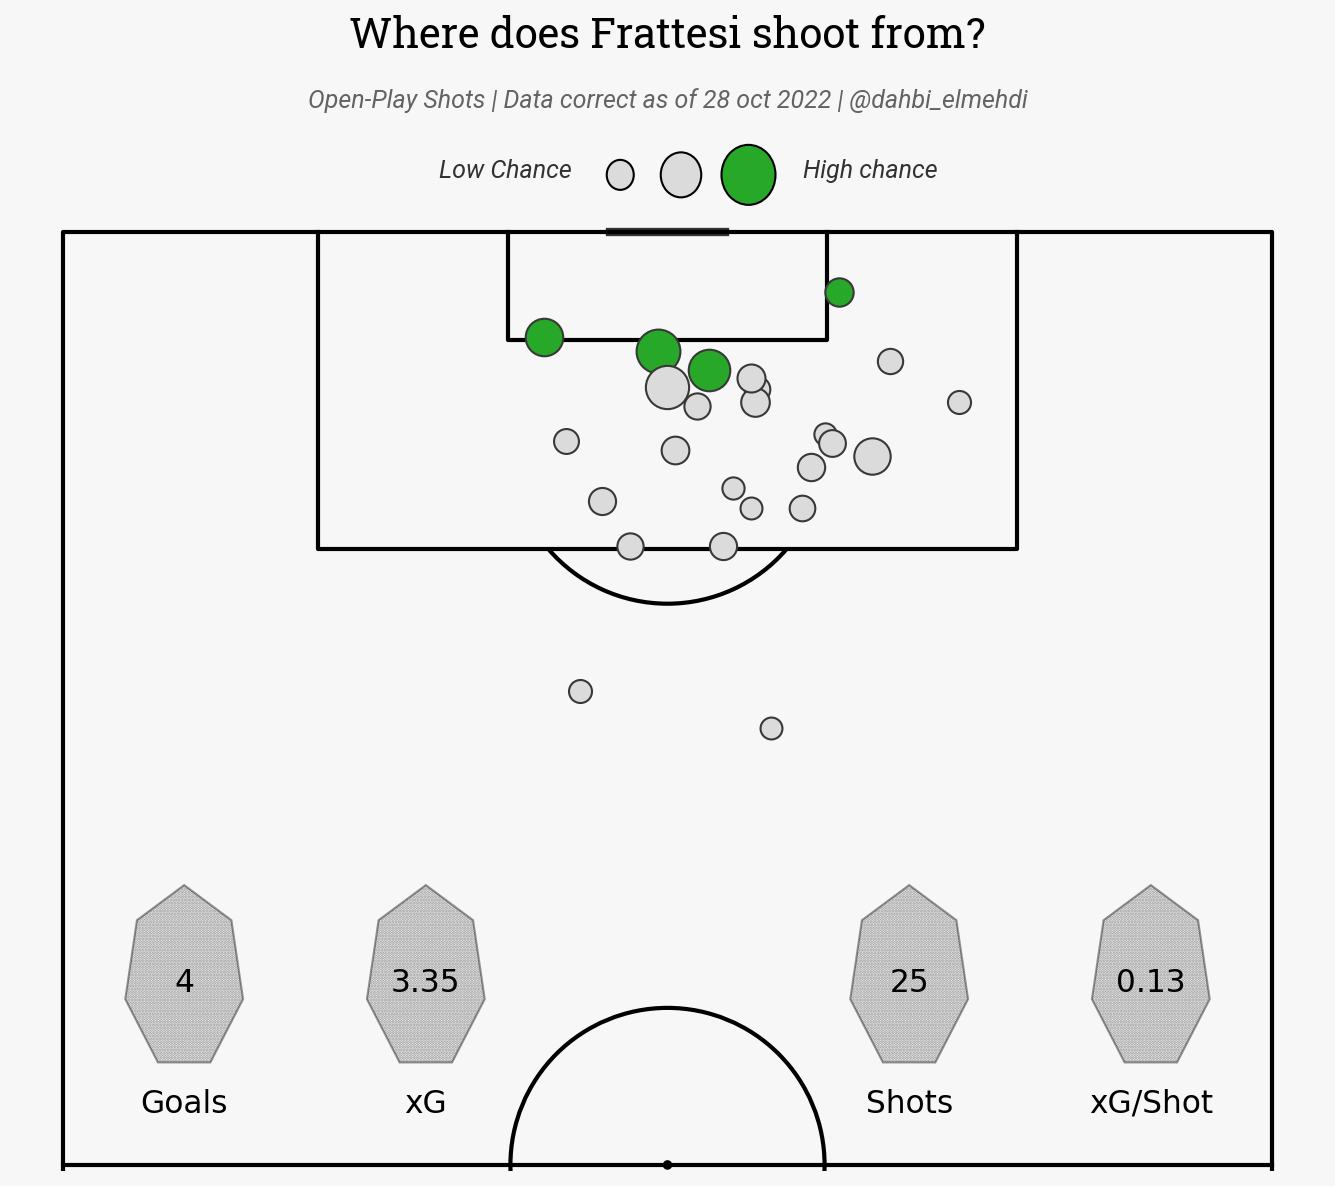 Where does Frattesi shoot from?
Open-Play Shots | Data correct as of 28 oct 2022 | @dahbi_elmehdi
Low Chance High chance
4 3.35 25 0.13
Goals xG Shots xG/Shot